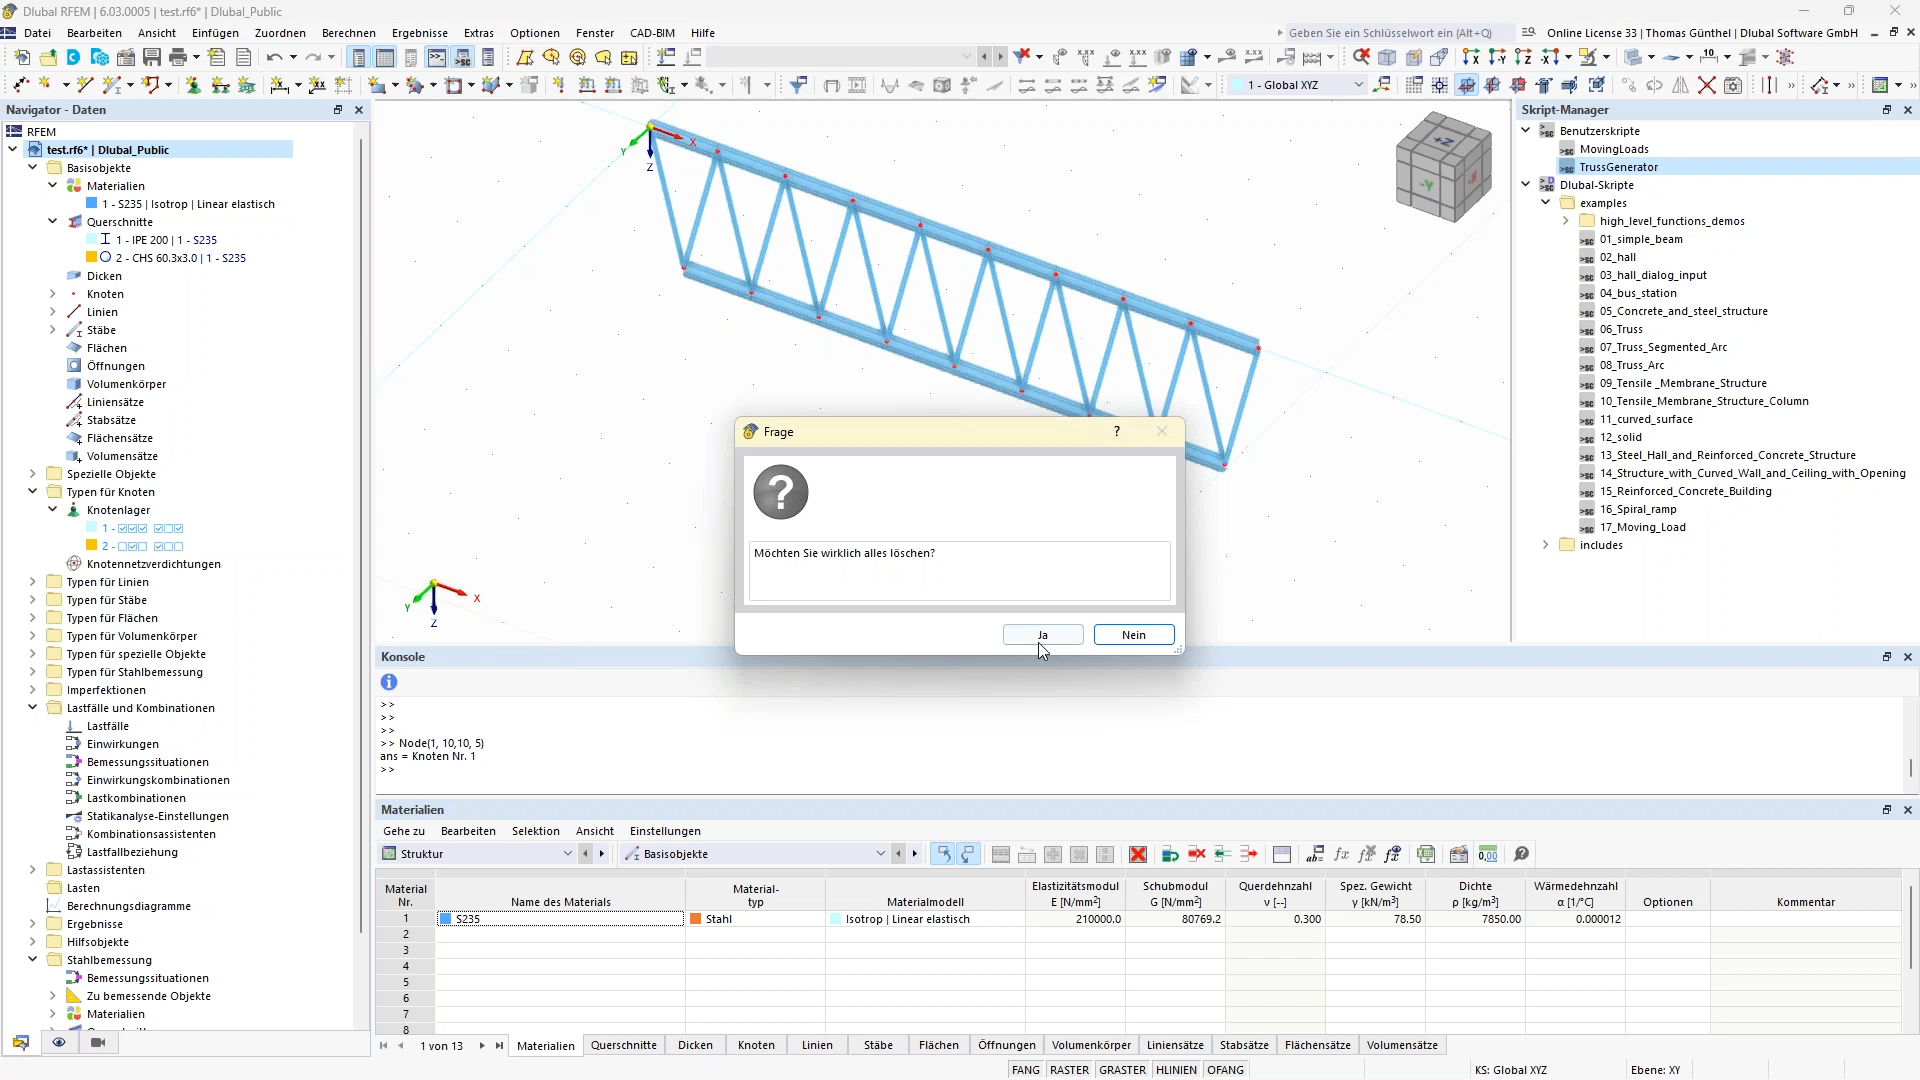 Dlubal RFEM | 6.03.0005 | test.rf6* | Dlubal_Public
Datei Bearbeiten Ansicht Einfügen Zuordnen Berechnen Ergebnisse Extras Optionen Fenster CAD-BIM Hilfe
Geben Sie ein Schlüsselwort ein (Alt+Q)
Online License 33 | Thomas Günthel | Dlubal Software GmbH
1 - Global XYZ
Navigator - Daten
RFEM
test.rf6* | Dlubal_Public
Basisobjekte
Materialien
1 - S235 | Isotrop | Linear elastisch
Querschnitte
1 - IPE 200 | 1 - S235
2 - CHS 60.3x3.0 | 1 - S235
Dicken
Knoten
Linien
Stäbe
Flächen
Öffnungen
Volumenkörper
Liniensätze
Stabsätze
Flächensätze
Volumensätze
Spezielle Objekte
Typen für Knoten
Knotenlager
1 -
2 -
Knotennetzverdichtungen
Typen für Linien
Typen für Stäbe
Typen für Flächen
Typen für Volumenkörper
Typen für spezielle Objekte
Typen für Stahlbemessung
Imperfektionen
Lastfälle und Kombinationen
Lastfälle
Einwirkungen
Bemessungssituationen
Einwirkungskombinationen
Lastkombinationen
Statikanalyse-Einstellungen
Kombinationsassistenten
Lastfallbeziehung
Lastassistenten
Lasten
Berechnungsdiagramme
Ergebnisse
Hilfsobjekte
Stahlbemessung
Bemessungssituationen
Zu bemessende Objekte
Materialien
X
Y
Z
X
Y
Z
+Z
-Y
-X
Frage
?
Möchten Sie wirklich alles löschen?
Ja
Nein
Skript-Manager
Benutzerskripte
MovingLoads
TrussGenerator
Dlubal-Skripte
examples
high_level_functions_demos
01_simple_beam
02_hall
03_hall_dialog_input
04_bus_station
05_Concrete_and_steel_structure
06_Truss
07_Truss_Segmented_Arc
08_Truss_Arc
09_Tensile _Membrane_Structure
10_Tensile_Membrane_Structure_Column
11_curved_surface
12_solid
13_Steel_Hall_and_Reinforced_Concrete_Structure
14_Structure_with_Curved_Wall_and_Ceiling_with_Opening
15_Reinforced_Concrete_Building
16_Spiral_ramp
17_Moving_Load
includes
Konsole
>>
>>
>>
>> Node(1, 10,10, 5)
ans = Knoten Nr. 1
>>
Materialien
Gehe zu Bearbeiten Selektion Ansicht Einstellungen
Struktur
Basisobjekte
Material Nr.
Name des Materials
Material-typ
Materialmodell
Elastizitätsmodul E [N/mm²]
Schubmodul G [N/mm²]
Querdehnzahl ν [--]
Spez. Gewicht γ [kN/m³]
Dichte ρ [kg/m³]
Wärmedehnzahl α [1/°C]
Optionen
Kommentar
1 S235 Stahl Isotrop | Linear elastisch 210000.0 80769.2 0.300 78.50 7850.00 0.000012
2
3
4
5
6
7
8
1 von 13
Materialien Querschnitte Dicken Knoten Linien Stäbe Flächen Öffnungen Volumenkörper Liniensätze Stabsätze Flächensätze Volumensätze
FANG RASTER GRASTER HLINIEN OFANG
KS: Global XYZ
Ebene: XY